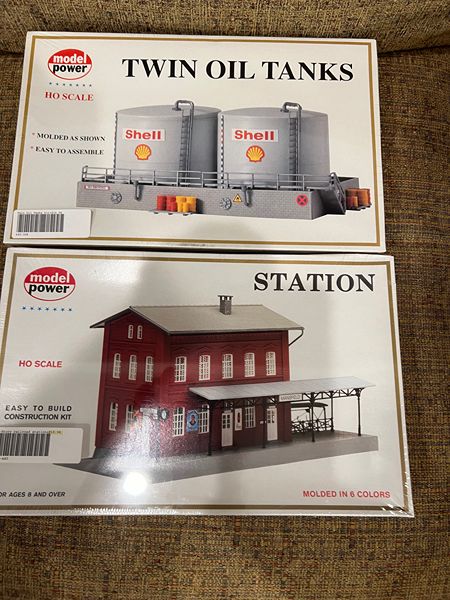 model
power
TWIN OIL TANKS
HO SCALE
* MOLDED AS SHOWN
* EASY TO ASSEMBLE
Shell
Shell
model
power
STATION
HO SCALE
EASY TO BUILD
CONSTRUCTION KIT
OR AGES 8 AND OVER
MOLDED IN 6 COLORS